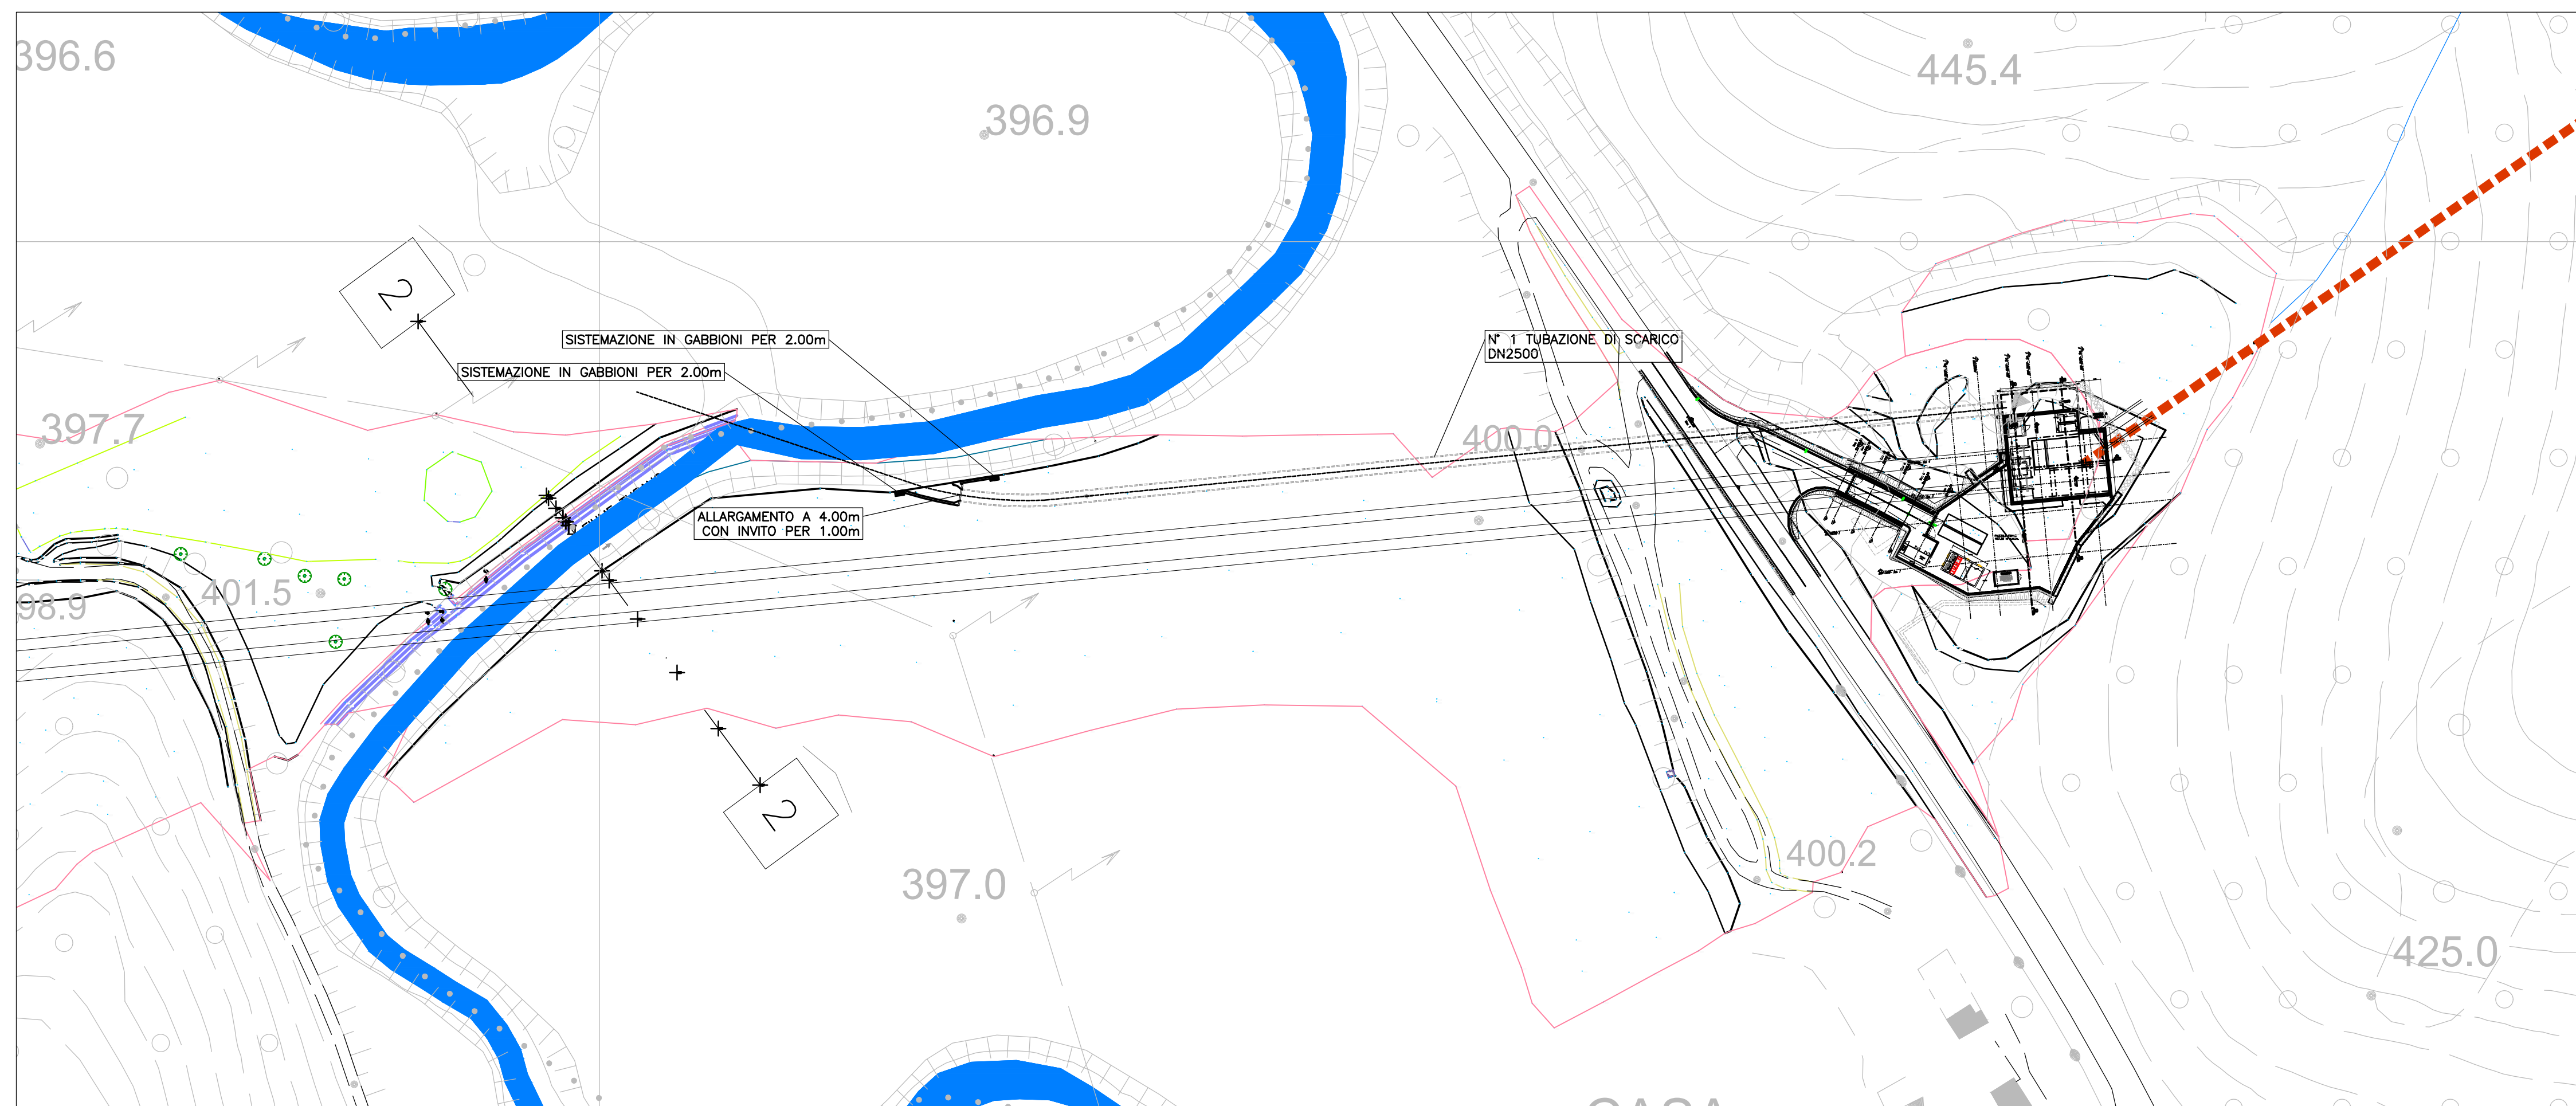 396.6
445.4
396.9
2
SISTEMAZIONE IN GABBIONI PER 2.00m
N° 1 TUBAZIONE DI SCARICO
DN2500
SISTEMAZIONE IN GABBIONI PER 2.00m
397.7
400.0
ALLARGAMENTO A 4.00m
CON INVITO PER 1.00m
401.5
98.9
2
400.2
397.0
425.0
CASA